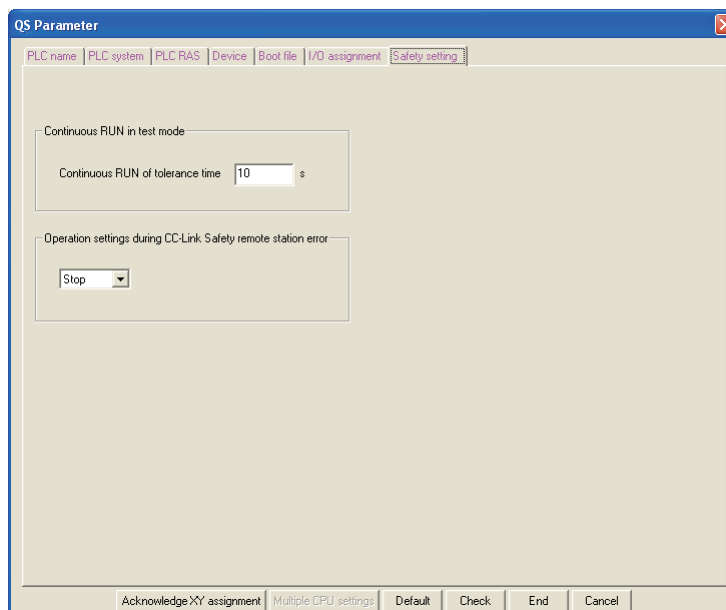 QS Parameter
PLC name PLC system PLC RAS Device Boot file I/O assignment Safety setting
Continuous RUN in test mode
Continuous RUN of tolerance time 10 s
Operation settings during CC-Link Safety remote station error
Stop
Acknowledge XY assignment Multiple CPU settings Default Check End Cancel